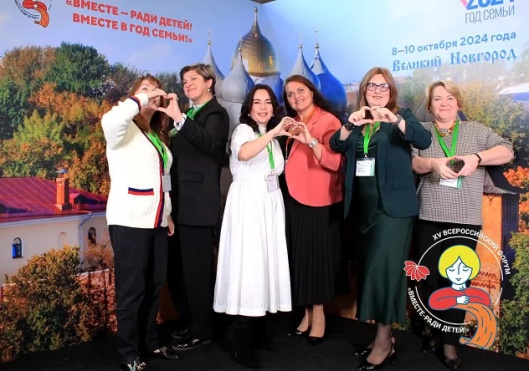 «ВМЕСТЕ – РАДИ ДЕТЕЙ!
ВМЕСТЕ В ГОД СЕМЬИ!»
2024
ГОД СЕМЬИ
8–10 октября 2024 года
Великий Новгород
XV ВСЕРОССИЙСКИЙ ФОРУМ
«ВМЕСТЕ-РАДИ ДЕТЕЙ!»